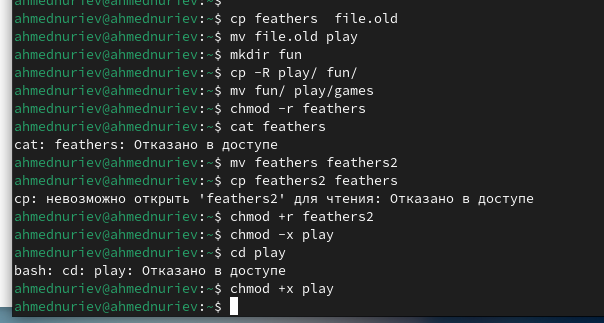 ahmednuriev@ahmednuriev:~$
ahmednuriev@ahmednuriev:~$ cp feathers  file.old
ahmednuriev@ahmednuriev:~$ mv file.old play
ahmednuriev@ahmednuriev:~$ mkdir fun
ahmednuriev@ahmednuriev:~$ cp -R play/ fun/
ahmednuriev@ahmednuriev:~$ mv fun/ play/games
ahmednuriev@ahmednuriev:~$ chmod -r feathers
ahmednuriev@ahmednuriev:~$ cat feathers
cat: feathers: Отказано в доступе
ahmednuriev@ahmednuriev:~$ mv feathers feathers2
ahmednuriev@ahmednuriev:~$ cp feathers2 feathers
cp: невозможно открыть 'feathers2' для чтения: Отказано в доступе
ahmednuriev@ahmednuriev:~$ chmod +r feathers2
ahmednuriev@ahmednuriev:~$ chmod -x play
ahmednuriev@ahmednuriev:~$ cd play
bash: cd: play: Отказано в доступе
ahmednuriev@ahmednuriev:~$ chmod +x play
ahmednuriev@ahmednuriev:~$